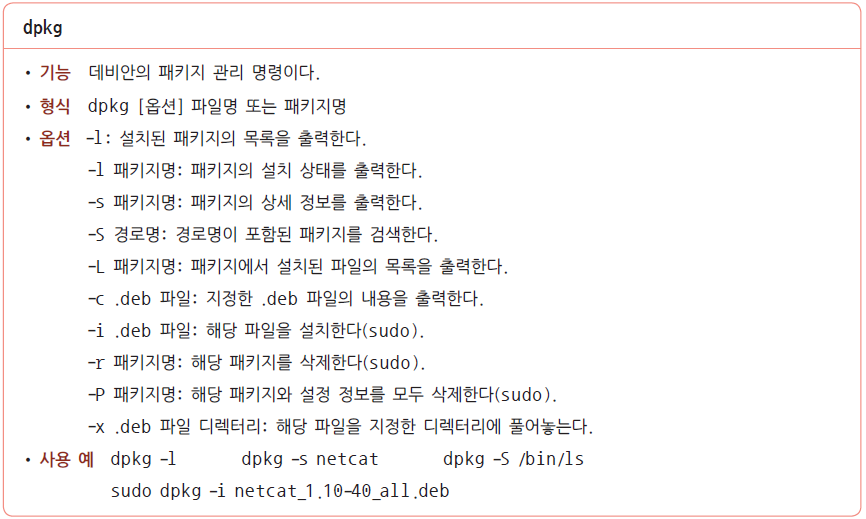 dpkg
• 기능 데비안의 패키지 관리 명령이다.
• 형식 dpkg [옵션] 파일명 또는 패키지명
• 옵션 -l: 설치된 패키지의 목록을 출력한다.
-l 패키지명: 패키지의 설치 상태를 출력한다.
-s 패키지명: 패키지의 상세 정보를 출력한다.
-S 경로명: 경로명이 포함된 패키지를 검색한다.
-L 패키지명: 패키지에서 설치된 파일의 목록을 출력한다.
-c .deb 파일: 지정한 .deb 파일의 내용을 출력한다.
-i .deb 파일: 해당 파일을 설치한다(sudo).
-r 패키지명: 해당 패키지를 삭제한다(sudo).
-P 패키지명: 해당 패키지와 설정 정보를 모두 삭제한다(sudo).
-x .deb 파일 디렉터리: 해당 파일을 지정한 디렉터리에 풀어놓는다.
• 사용 예 dpkg -l dpkg -s netcat dpkg -S /bin/ls
sudo dpkg -i netcat_1.10-40_all.deb